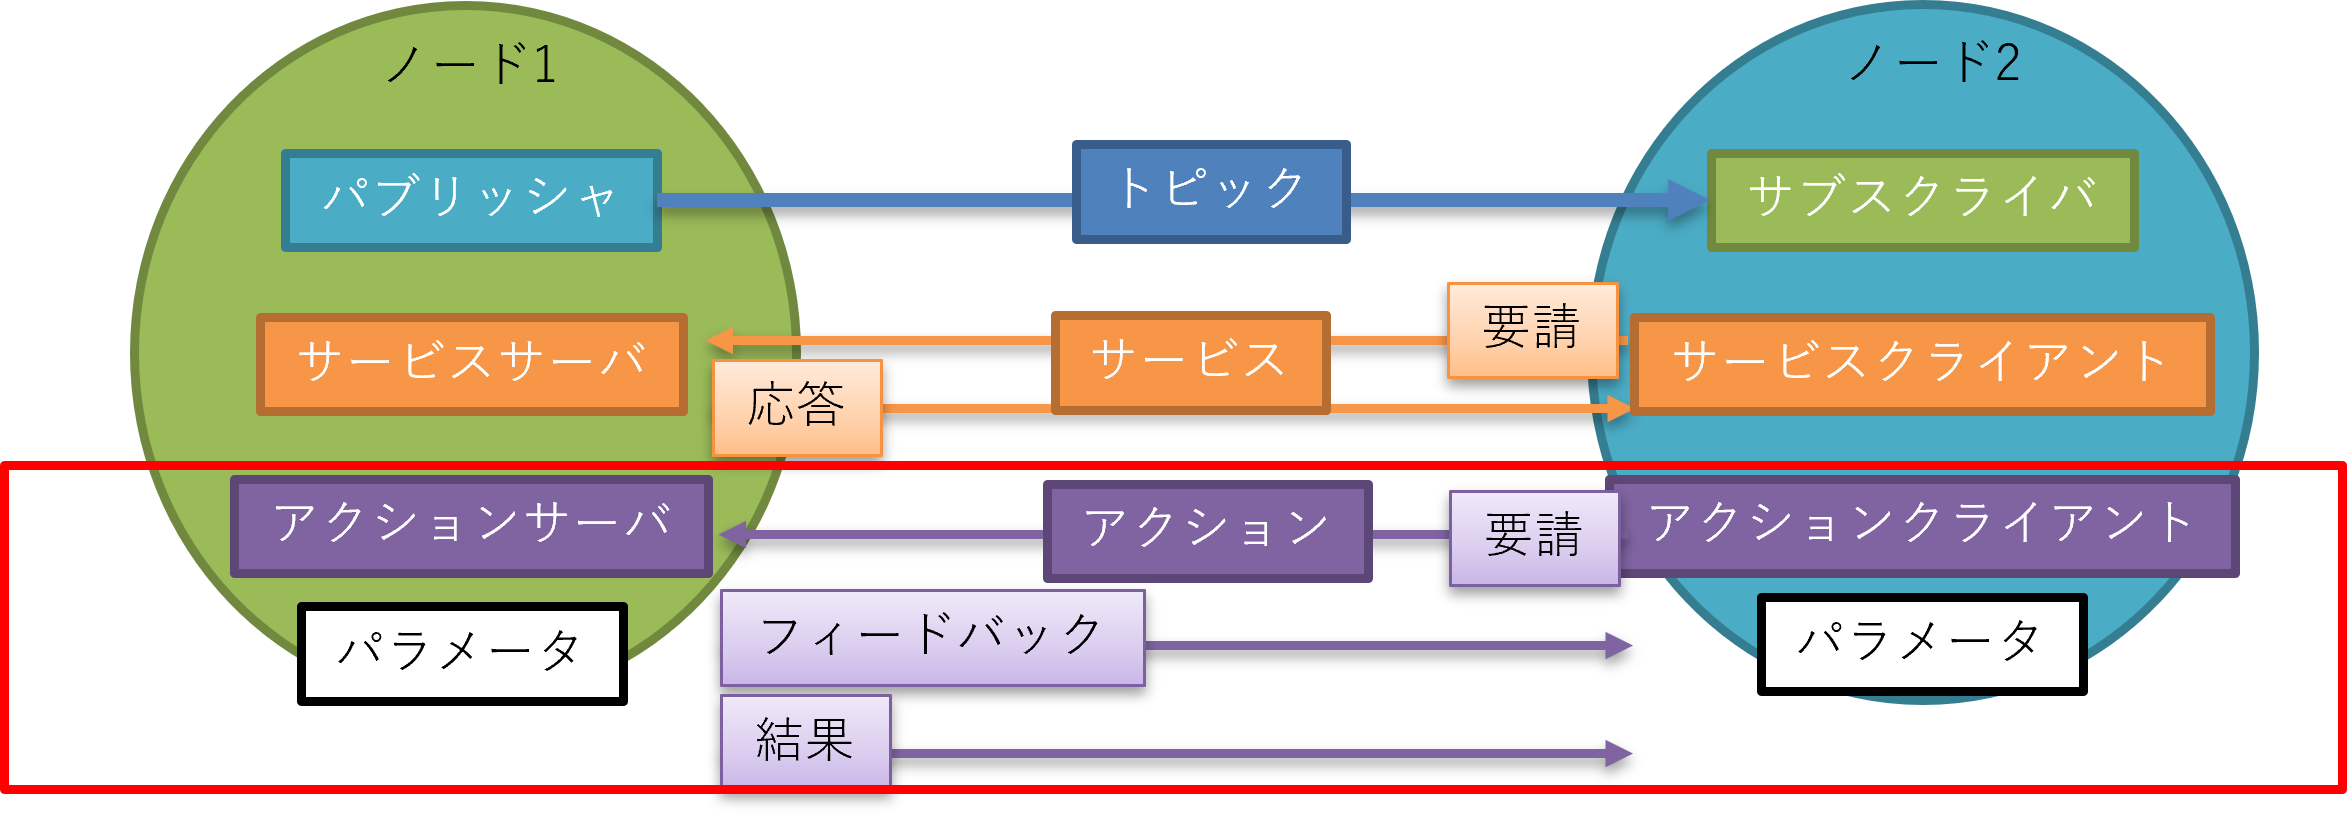 ノード1
ノード2
パブリッシャ
トピック
サブスクライバ
要請
サービスサーバ
サービス
サービスクライアント
応答
アクションサーバ
アクション
要請
アクションクライアント
フィードバック
パラメータ
パラメータ
結果